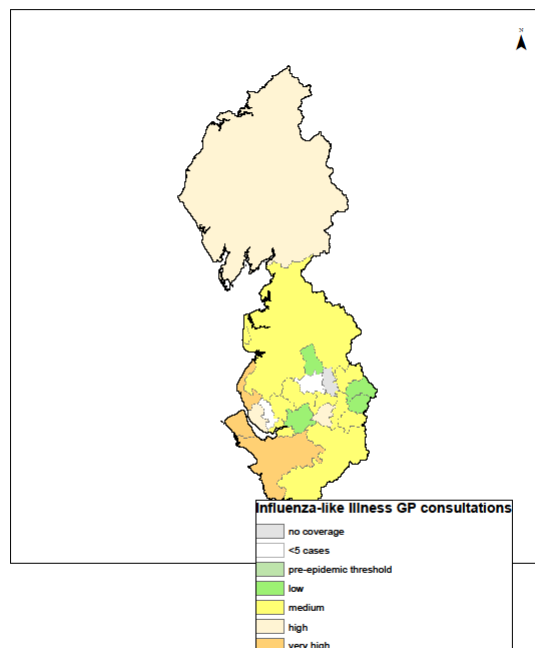 N
Influenza-like Illness GP consultations
no coverage
<5 cases
pre-epidemic threshold
low
medium
high
very high